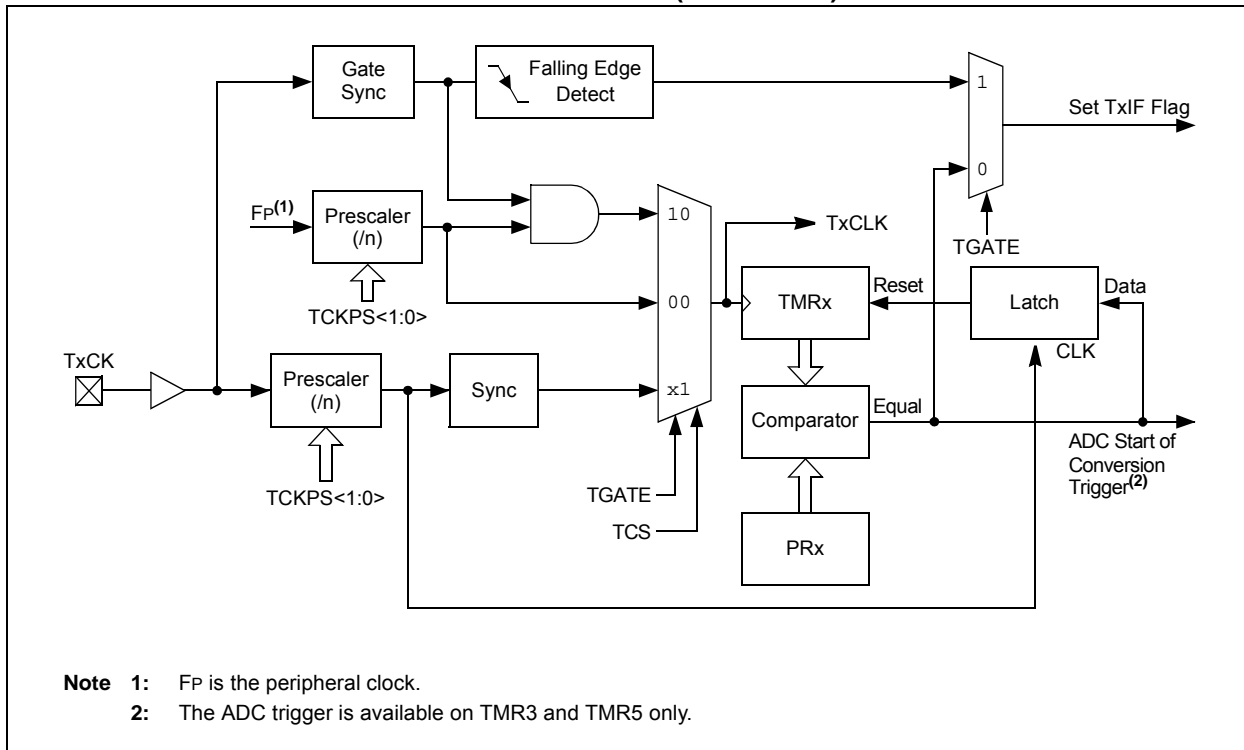 Gate
Sync
Falling Edge
Detect
1
Set TxIF Flag
0
FP(1)
Prescaler
(/n)
10
TxCLK
TGATE
TCKPS<1:0>
00
TMRx
Reset
Latch
Data
CLK
TxCK
Prescaler
(/n)
Sync
x1
Comparator
Equal
ADC Start of
Conversion
Trigger(2)
TCKPS<1:0>
TGATE
TCS
PRx
Note 1: FP is the peripheral clock.
2: The ADC trigger is available on TMR3 and TMR5 only.